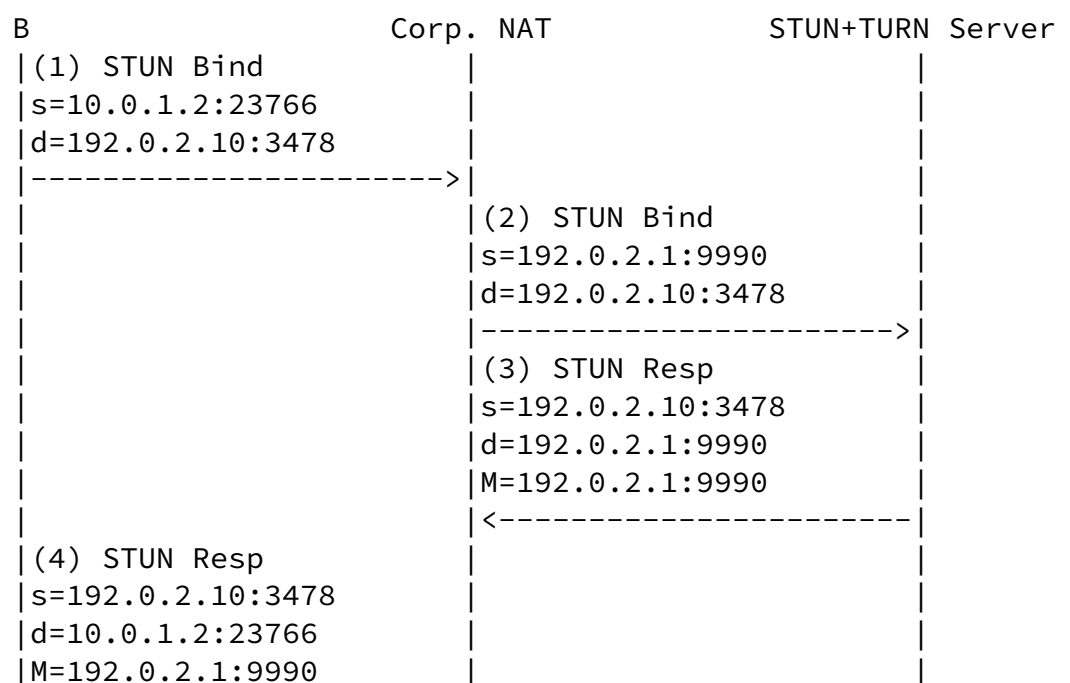 B                    Corp. NAT            STUN+TURN Server
|(1) STUN Bind           |                        |
|s=10.0.1.2:23766        |                        |
|d=192.0.2.10:3478       |                        |
|----------------------->|                        |
|                        |(2) STUN Bind           |
|                        |s=192.0.2.1:9990        |
|                        |d=192.0.2.10:3478       |
|                        |----------------------->|
|                        |(3) STUN Resp           |
|                        |s=192.0.2.10:3478       |
|                        |d=192.0.2.1:9990        |
|                        |M=192.0.2.1:9990        |
|                        |<-----------------------|
|(4) STUN Resp           |                        |
|s=192.0.2.10:3478       |                        |
|d=10.0.1.2:23766        |                        |
|M=192.0.2.1:9990        |                        |